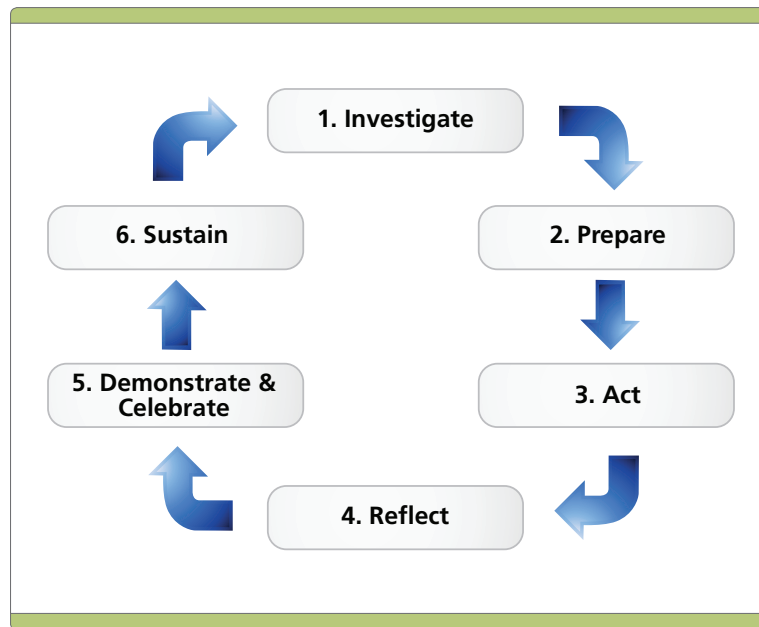 1. Investigate
2. Prepare
3. Act
4. Reflect
5. Demonstrate &
Celebrate
6. Sustain